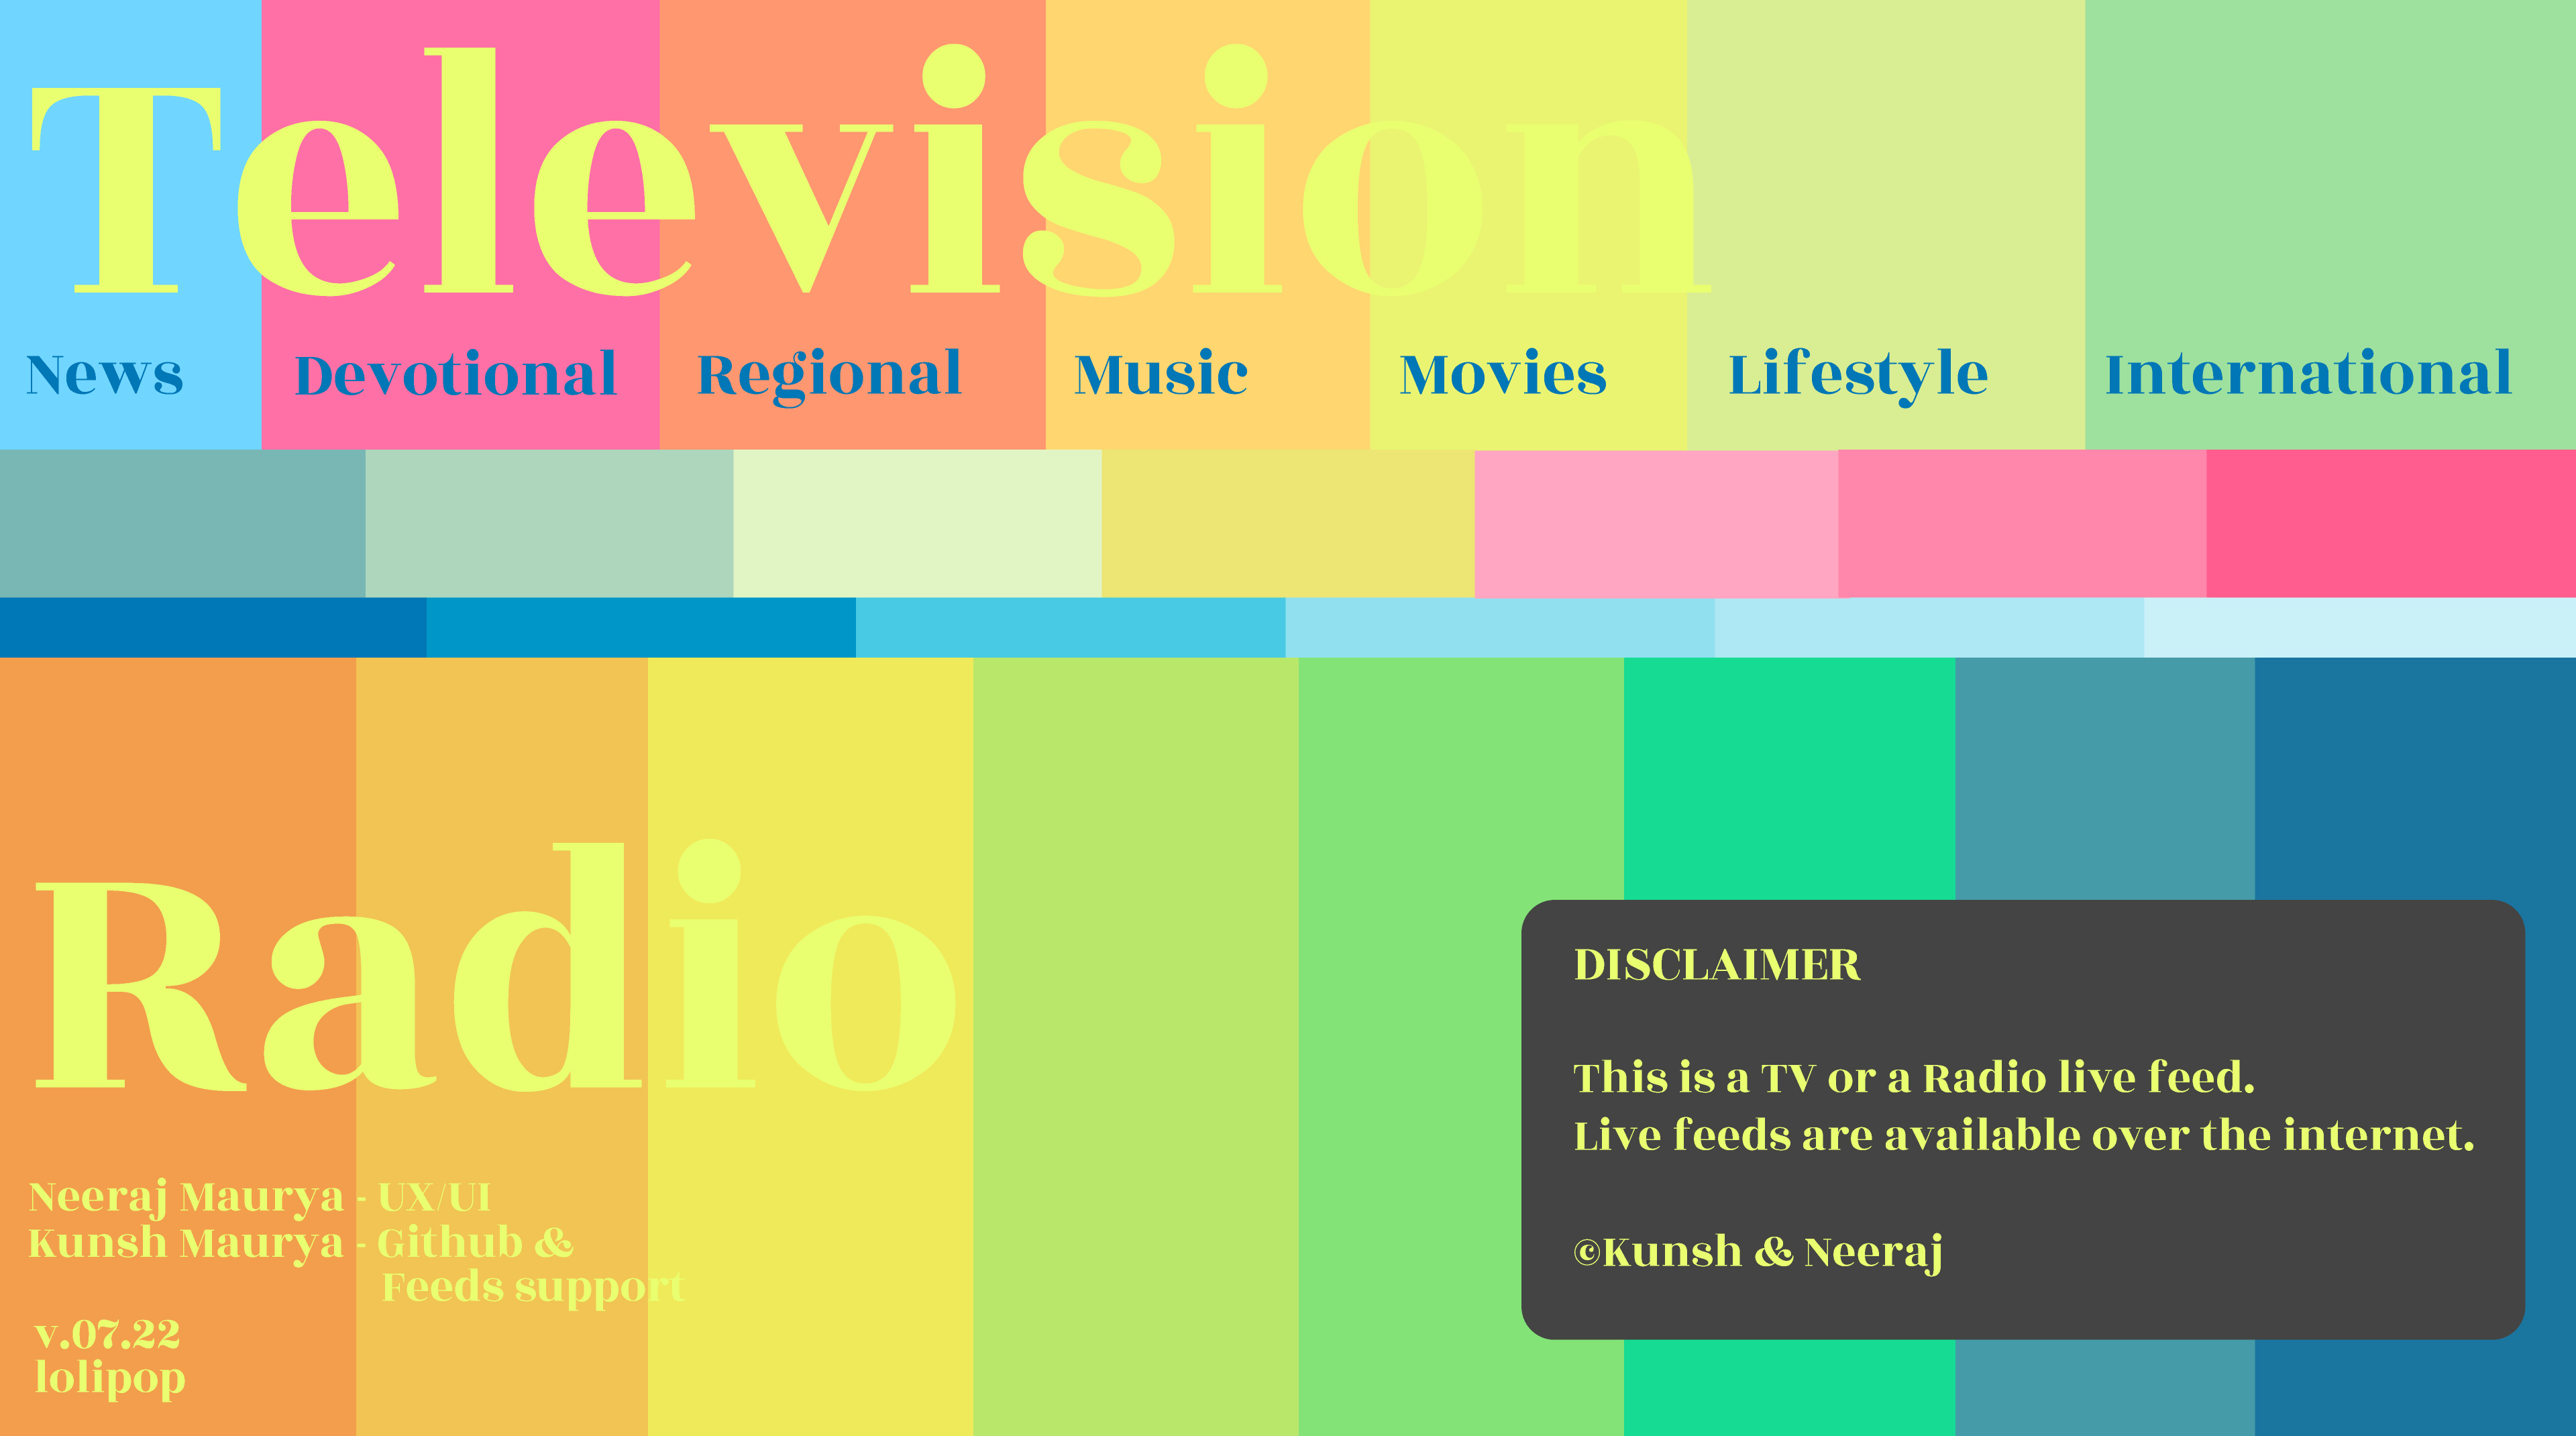 Television
News Devotional Regional Music Movies Lifestyle International
Radio
Neeraj Maurya - UX/UI
Kunsh Maurya - Github &
Feeds support
v.07.22
lolipop
DISCLAIMER
This is a TV or a Radio live feed.
Live feeds are available over the internet.
©Kunsh & Neeraj